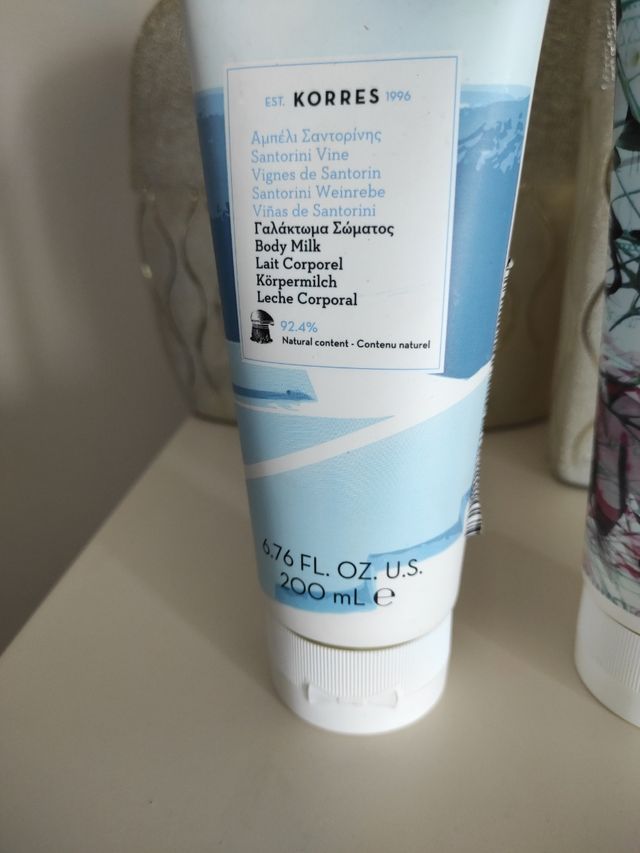 EST. KORRES 1996
Αμπέλι Σαντορίνης
Santorini Vine
Vignes de Santorin
Santorini Weinrebe
Viñas de Santorini
Γαλάκτωμα Σώματος
Body Milk
Lait Corporel
Körpermilch
Leche Corporal
92.4%
Natural content - Contenu naturel
6.76 FL. OZ. U.S.
200 mL ℮